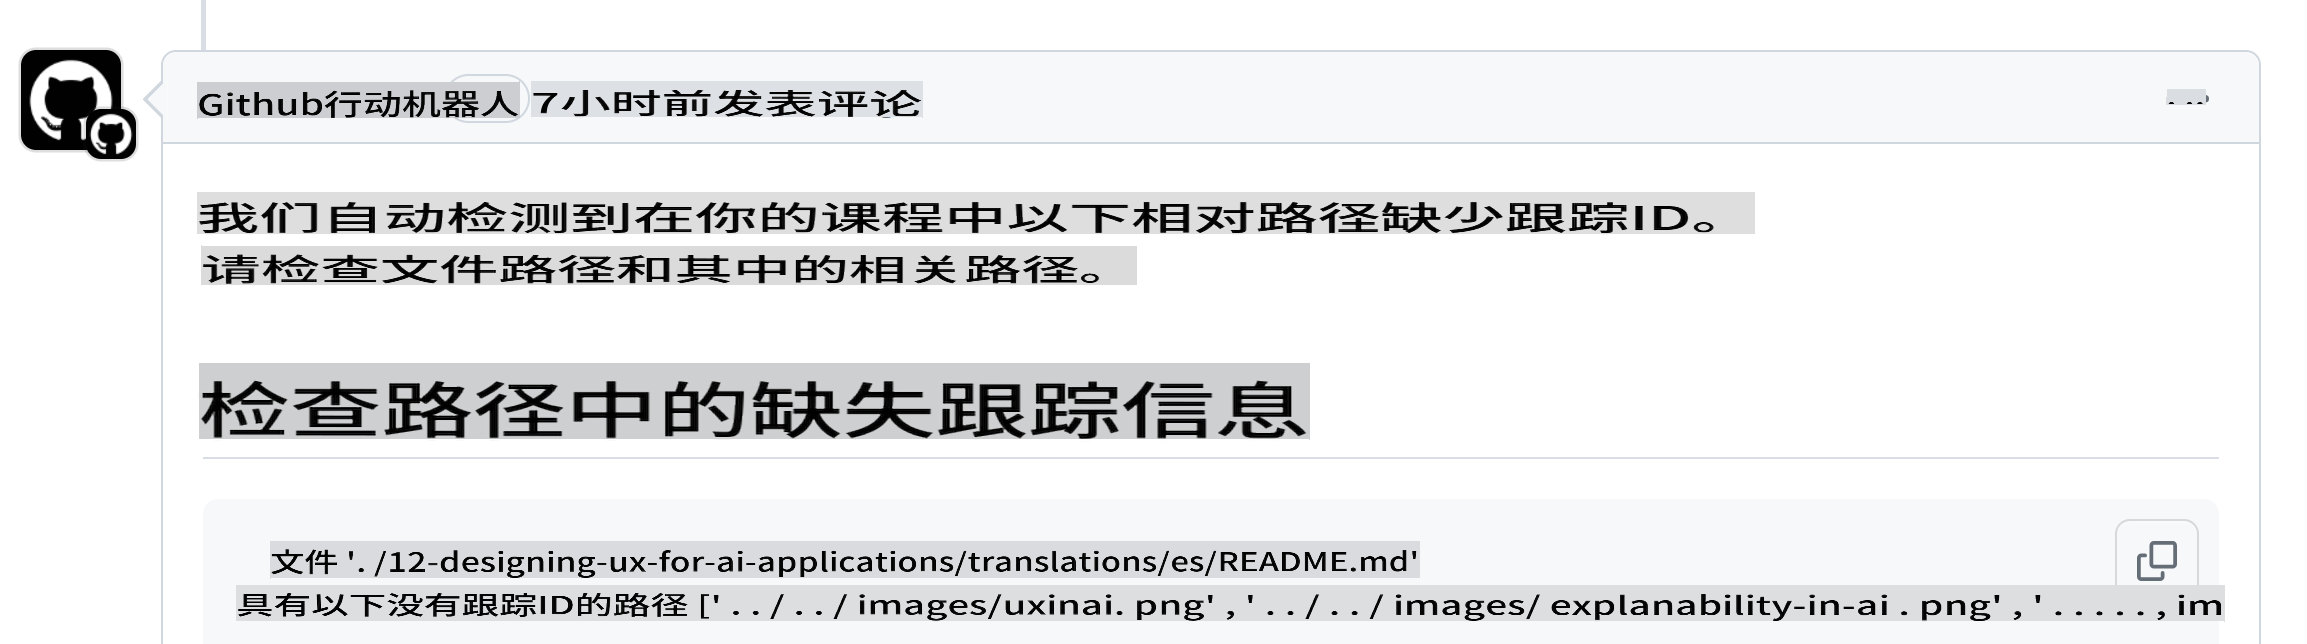 Github行动机器人 7小时前发表评论
我们自动检测到在你的课程中以下相对路径缺少跟踪ID。
请检查文件路径和其中的相关路径。
检查路径中的缺失跟踪信息
文件 './12-designing-ux-for-ai-applications/translations/es/README.md'
具有以下没有跟踪ID的路径 ['../../images/uxinai.png','../../images/explanability-in-ai.png','.....,im